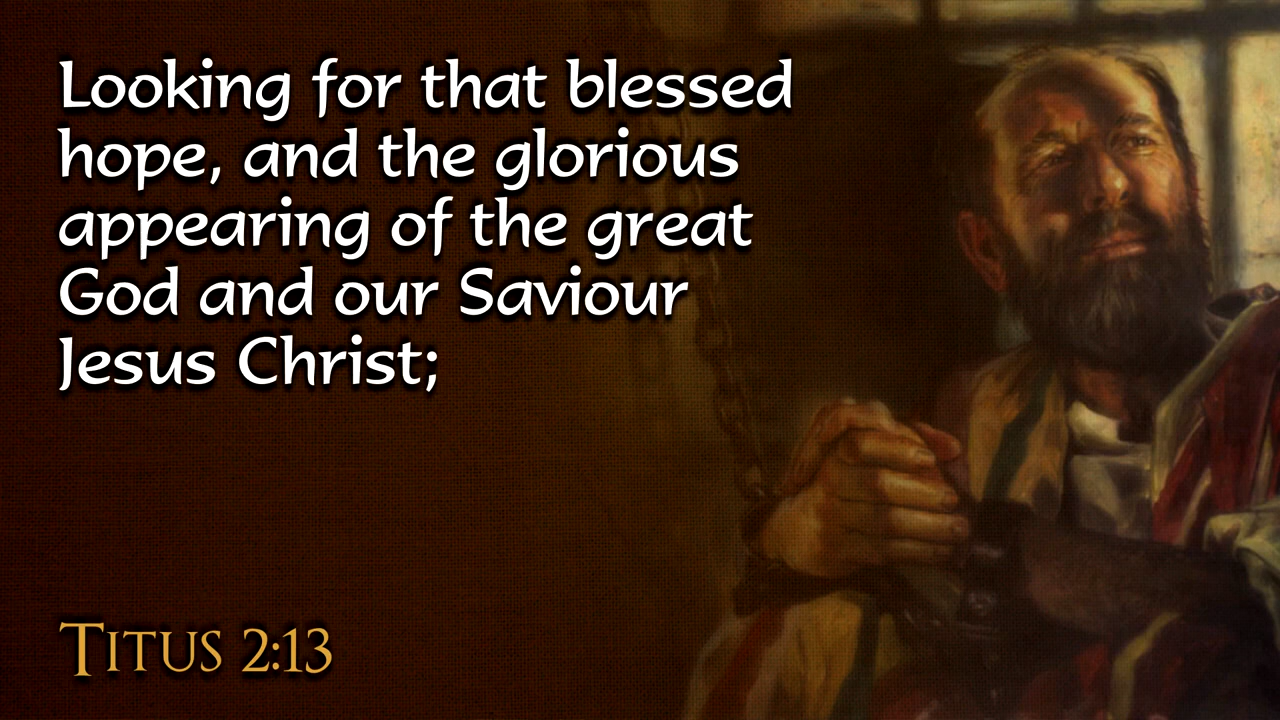 Looking for that blessed
hope, and the glorious
appearing of the great
God and our Saviour
Jesus Christ;
Titus 2:13